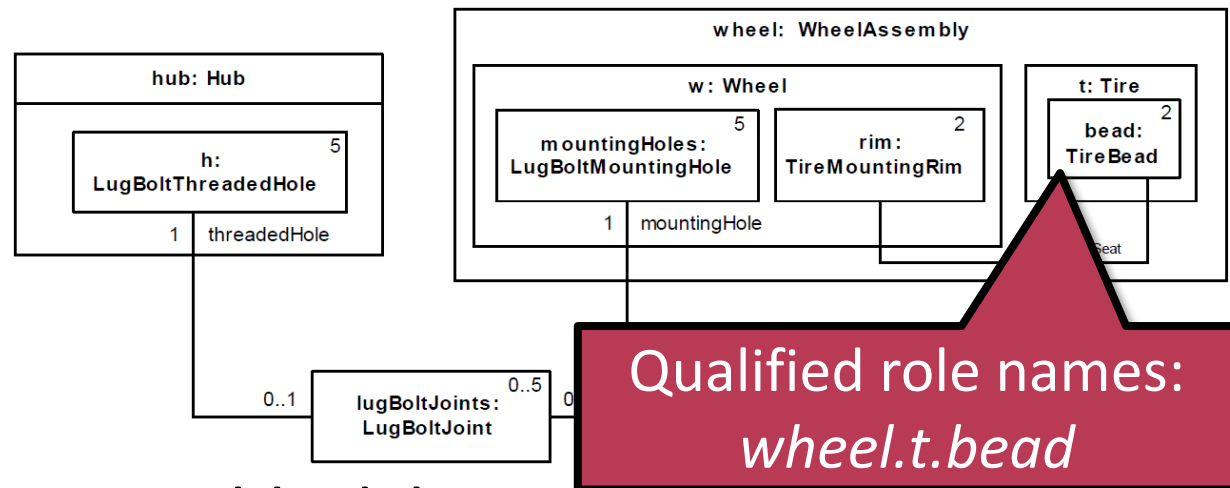 wheel: WheelAssembly
hub: Hub
w: Wheel
t: Tire
5
h:
LugBoltThreadedHole
5
mountingHoles:
LugBoltMountingHole
2
rim:
TireMountingRim
2
bead:
TireBead
1 threadedHole
1 mountingHole
Seat
0..1
0..5
lugBoltJoints:
LugBoltJoint
0
Qualified role names:
wheel.t.bead